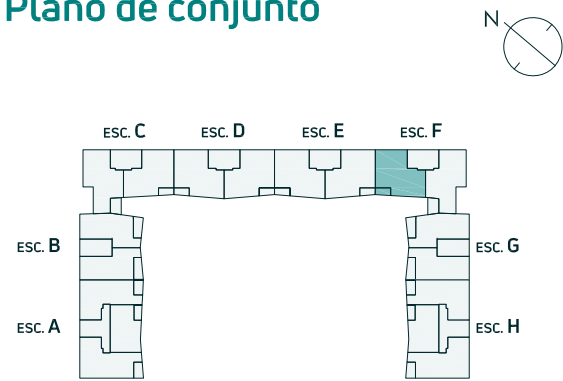 Plano de conjunto
N
ESC. C
ESC. D
ESC. E
ESC. F
ESC. B
ESC. G
ESC. A
ESC. H